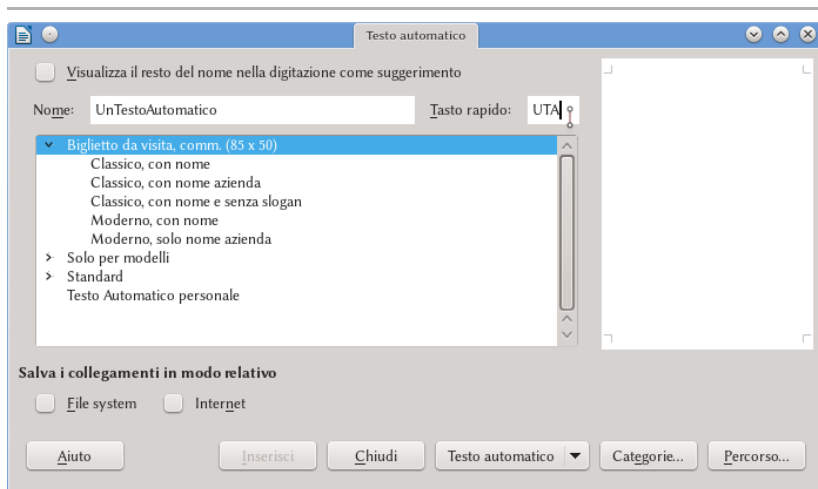 Testo automatico
Visualizza il resto del nome nella digitazione come suggerimento
Nome: UnTestoAutomatico Tasto rapido: UTA
Biglietto da visita, comm. (85 x 50)
Classico, con nome
Classico, con nome azienda
Classico, con nome e senza slogan
Moderno, con nome
Moderno, solo nome azienda
Solo per modelli
Standard
Testo Automatico personale
Salva i collegamenti in modo relativo
File system Internet
Aiuto Inserisci Chiudi Testo automatico Categorie... Percorso...